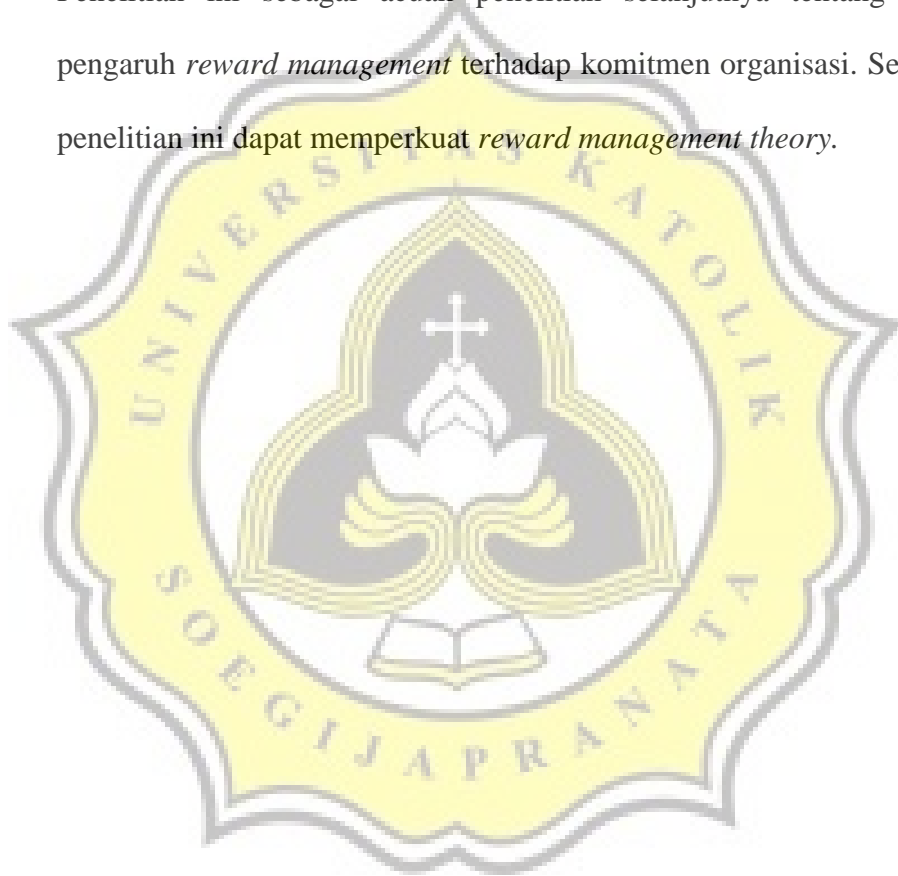 Penelitian ini sebagai acuan penelitian selanjutnya tentang
pengaruh reward management terhadap komitmen organisasi. Se
penelitian ini dapat memperkuat reward management theory.
UNIVERSITAS KATOLIK
SOEGIJAPRANATA